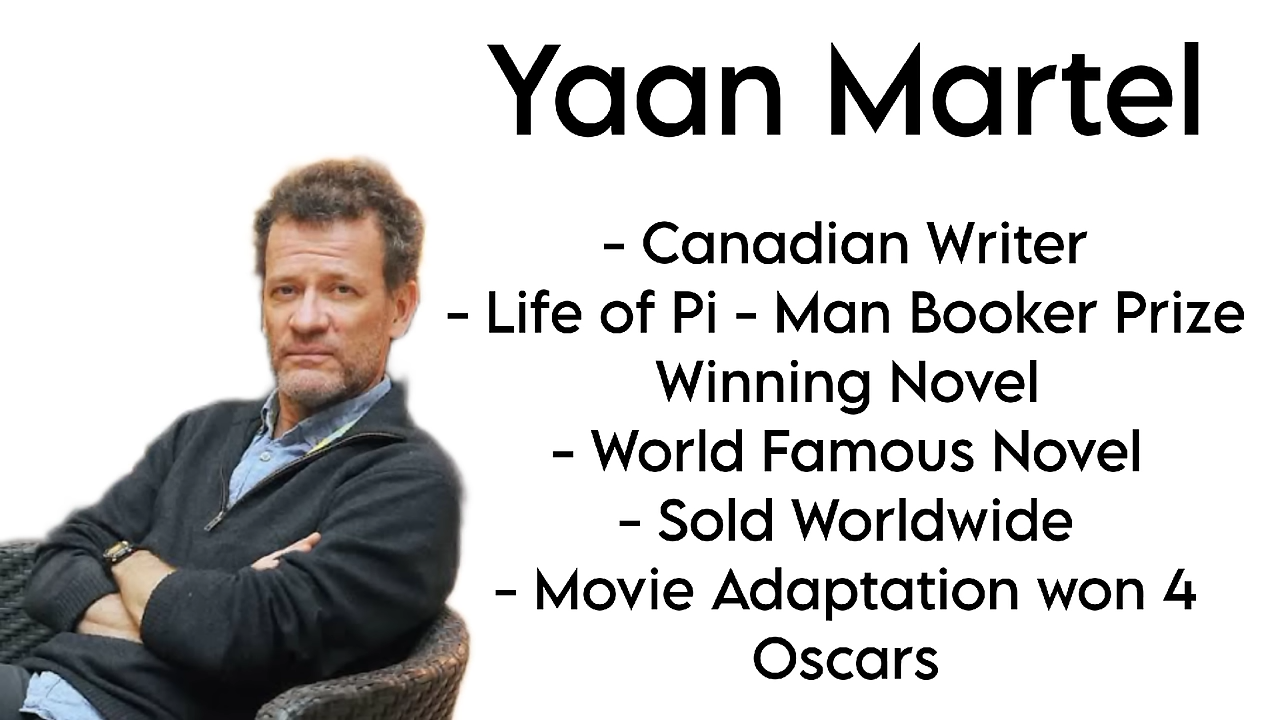 Yaan Martel
- Canadian Writer
- Life of Pi - Man Booker Prize
Winning Novel
- World Famous Novel
- Sold Worldwide
- Movie Adaptation won 4
Oscars